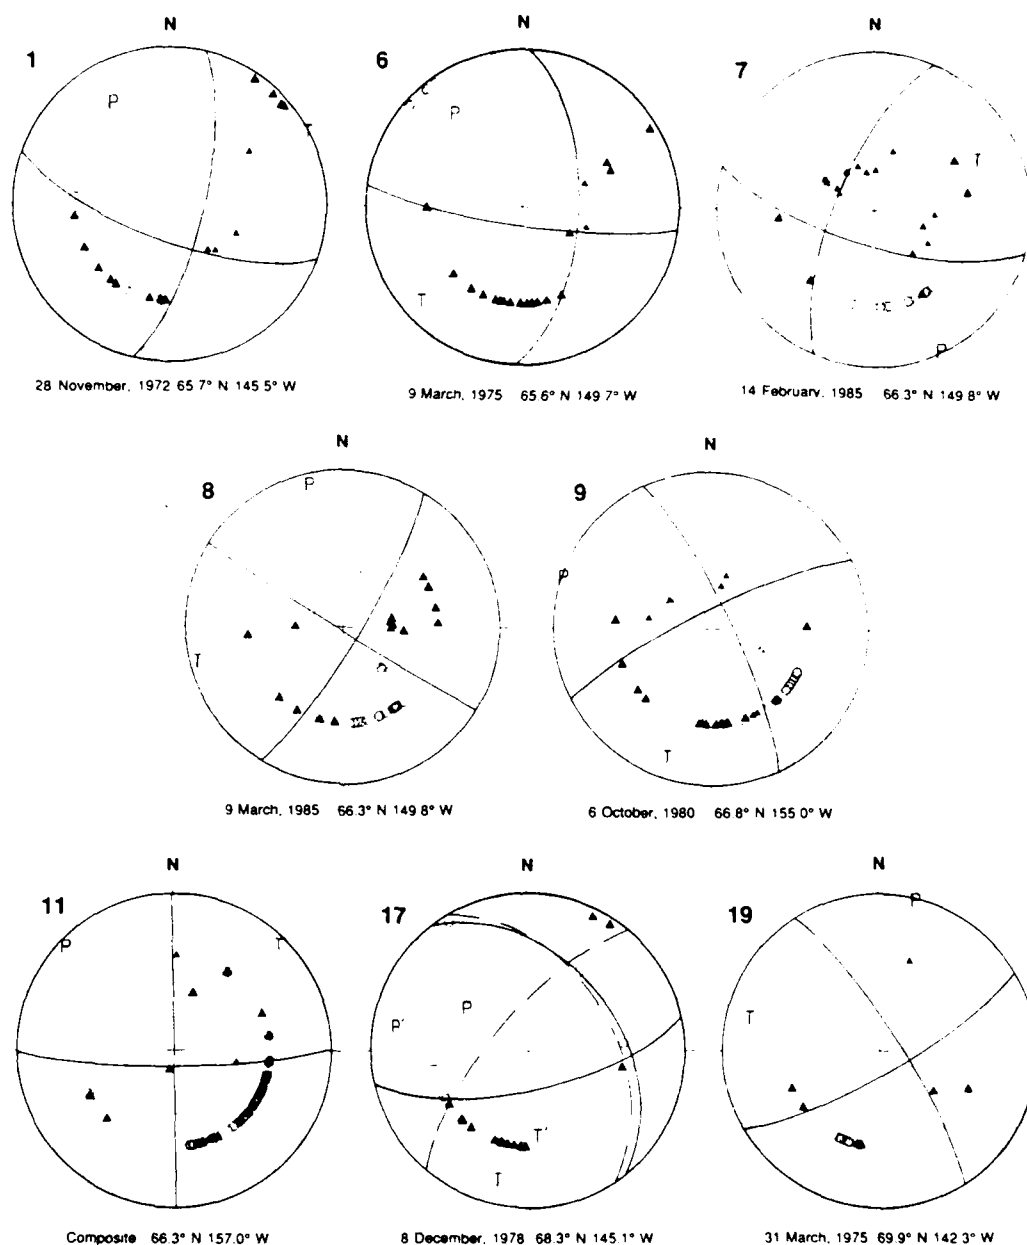 N
N
1
6
7
P
T
P
T
T
P
28 November, 1972 65.7° N 145.5° W
9 March, 1975 65.6° N 149.7° W
14 February, 1985 66.3° N 149.8° W
N
N
8
9
P
T
P
T
9 March, 1985 66.3° N 149.8° W
6 October, 1980 66.8° N 155.0° W
N
N
N
11
17
19
P
T
P'
P
T'
T
P
T
Composite 66.3° N 157.0° W
8 December, 1978 68.3° N 145.1° W
31 March, 1975 69.9° N 142.3° W